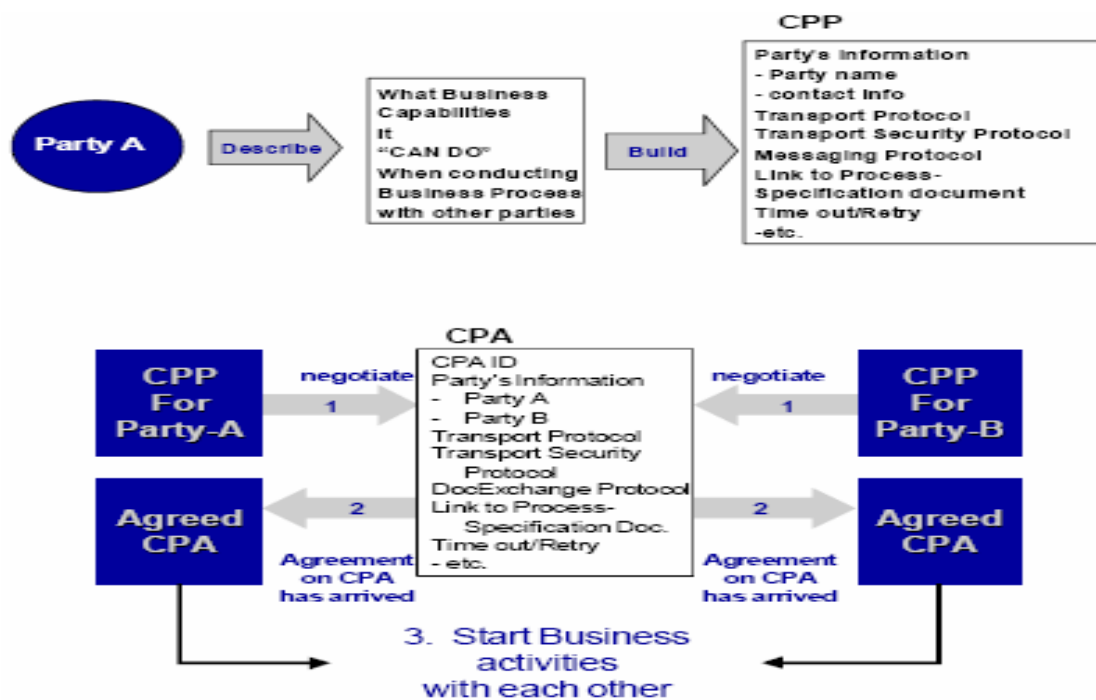 CPP
Party A
Describe
What Business
Capabilities
It
“CAN DO”
When conducting
Business Process
with other parties
Build
Party's Information
- Party name
- contact info
Transport Protocol
Transport Security Protocol
Messaging Protocol
Link to Process-
Specification document
Time out/Retry
-etc.
CPA
CPP
For
Party-A
negotiate
1
CPA ID
Party's Information
- Party A
- Party B
Transport Protocol
Transport Security
Protocol
DocExchange Protocol
Link to Process-
Specification Doc.
Time out/Retry
- etc.
negotiate
1
CPP
For
Party-B
Agreed
CPA
2
Agreement
on CPA
has arrived
2
Agreement
on CPA
has arrived
Agreed
CPA
3. Start Business
activities
with each other